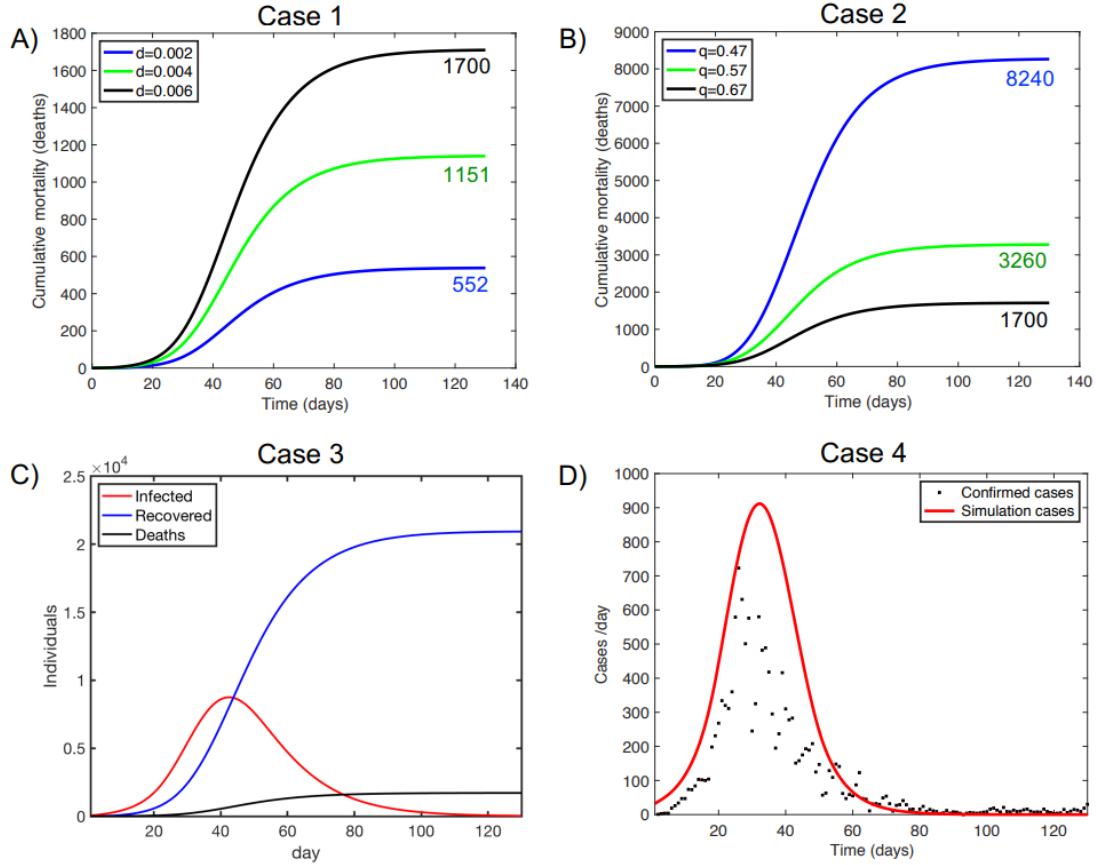 Case 1
A)
1800
1600
1400
1200
1000
800
600
400
200
0
Cumulative mortality (deaths)
d=0.002
d=0.004
d=0.006
1700
1151
552
0 20 40 60 80 100 120 140
Time (days)
Case 2
B)
9000
8000
7000
6000
5000
4000
3000
2000
1000
0
Cumulative mortality (deaths)
q=0.47
q=0.57
q=0.67
8240
3260
1700
0 20 40 60 80 100 120 140
Time (days)
Case 3
C)
×10⁴
2.5
2
1.5
1
0.5
0
Individuals
Infected
Recovered
Deaths
20 40 60 80 100 120
day
Case 4
D)
1000
900
800
700
600
500
400
300
200
100
0
Cases /day
Confirmed cases
Simulation cases
20 40 60 80 100 120
Time (days)